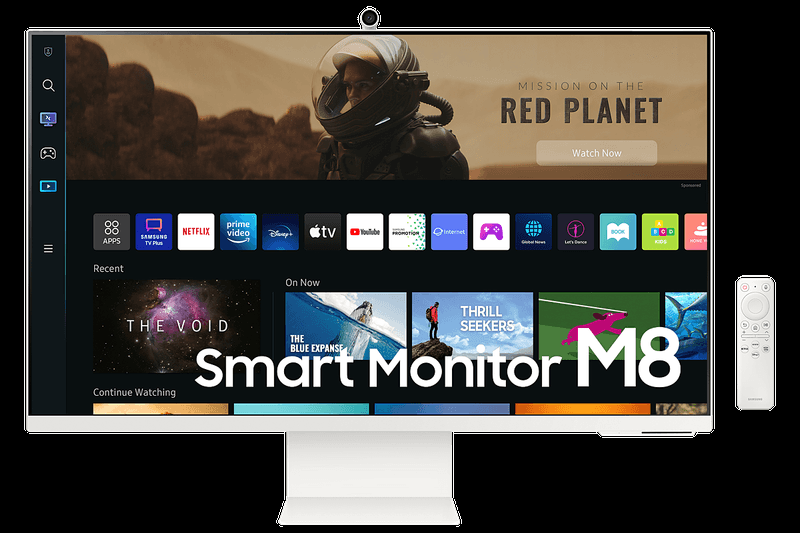 MISSION ON THE
RED PLANET
Watch Now
Sponsored
APPS
SAMSUNG
TV Plus
NETFLIX
prime
video
Disney+
tv
YouTube
PROMOTION
Internet
Global News
Let's Dance
BOOK
B C D
KIDS
HOME
Recent
On Now
THE VOID
THE
BLUE EXPANSE
THRILL
SEEKERS
Smart Monitor M8
Continue Watching
SAMSUNG